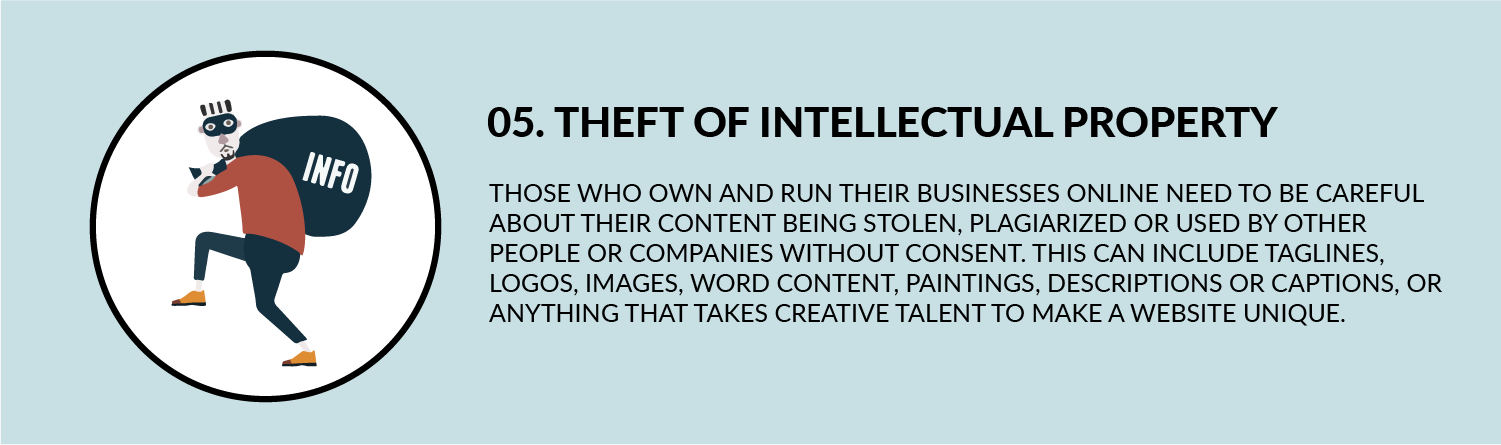 INFO
05. THEFT OF INTELLECTUAL PROPERTY
THOSE WHO OWN AND RUN THEIR BUSINESSES ONLINE NEED TO BE CAREFUL
ABOUT THEIR CONTENT BEING STOLEN, PLAGIARIZED OR USED BY OTHER
PEOPLE OR COMPANIES WITHOUT CONSENT. THIS CAN INCLUDE TAGLINES,
LOGOS, IMAGES, WORD CONTENT, PAINTINGS, DESCRIPTIONS OR CAPTIONS, OR
ANYTHING THAT TAKES CREATIVE TALENT TO MAKE A WEBSITE UNIQUE.